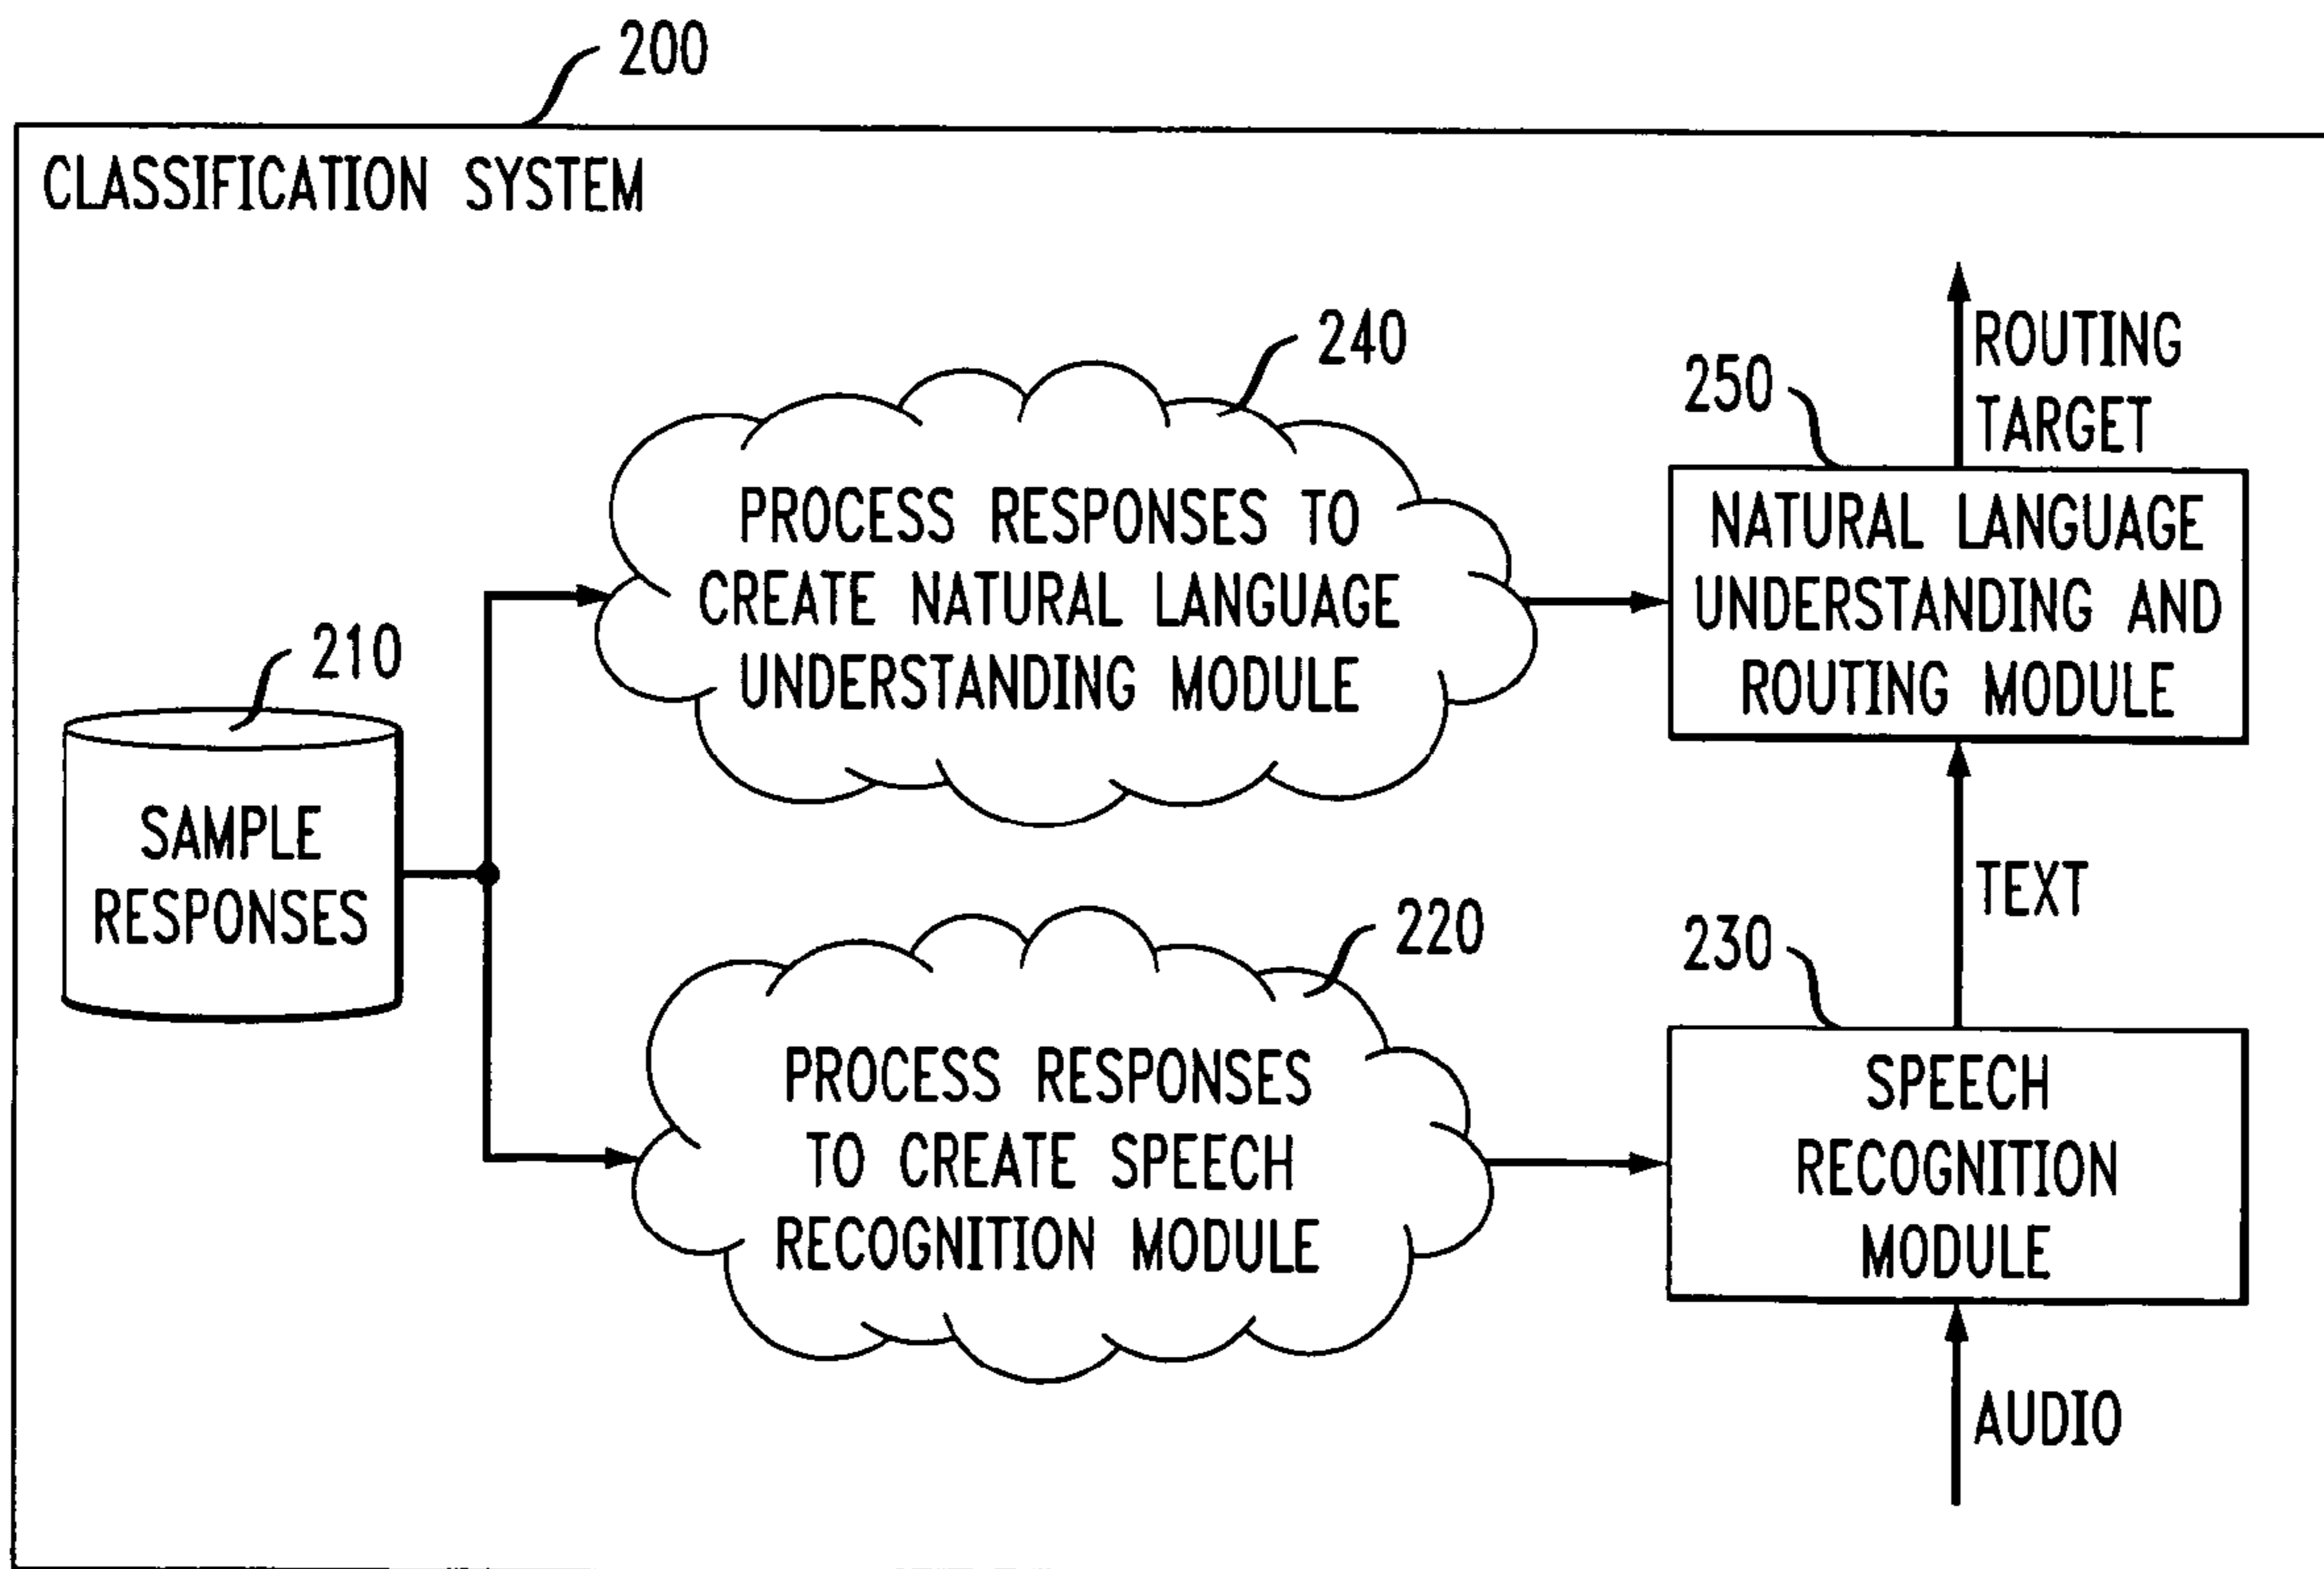 200
CLASSIFICATION SYSTEM
240
PROCESS RESPONSES TO
CREATE NATURAL LANGUAGE
UNDERSTANDING MODULE
250
ROUTING
TARGET
NATURAL LANGUAGE
UNDERSTANDING AND
ROUTING MODULE
210
SAMPLE
RESPONSES
TEXT
220
PROCESS RESPONSES
TO CREATE SPEECH
RECOGNITION MODULE
230
SPEECH
RECOGNITION
MODULE
AUDIO